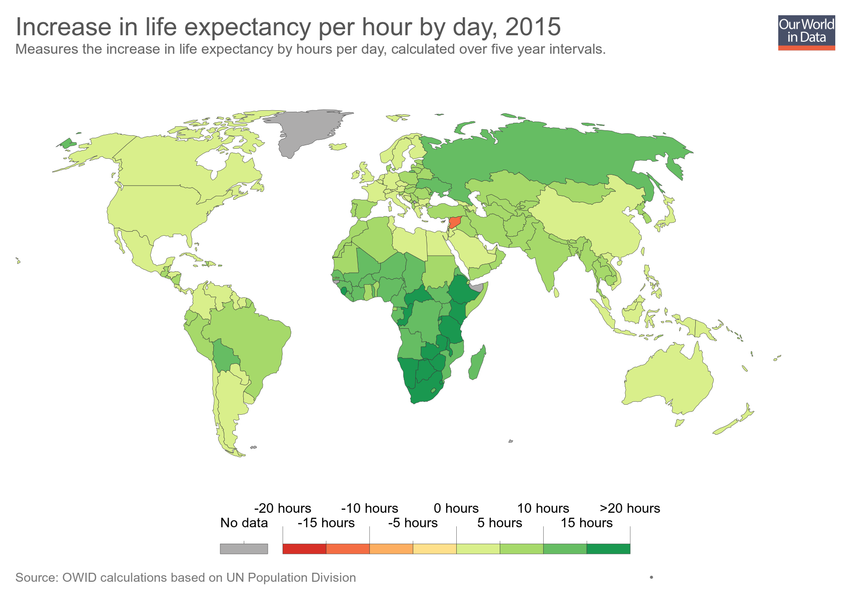 Increase in life expectancy per hour by day, 2015
Measures the increase in life expectancy by hours per day, calculated over five year intervals.
Our World
in Data
-20 hours -10 hours 0 hours 10 hours >20 hours
No data -15 hours -5 hours 5 hours 15 hours
Source: OWID calculations based on UN Population Division